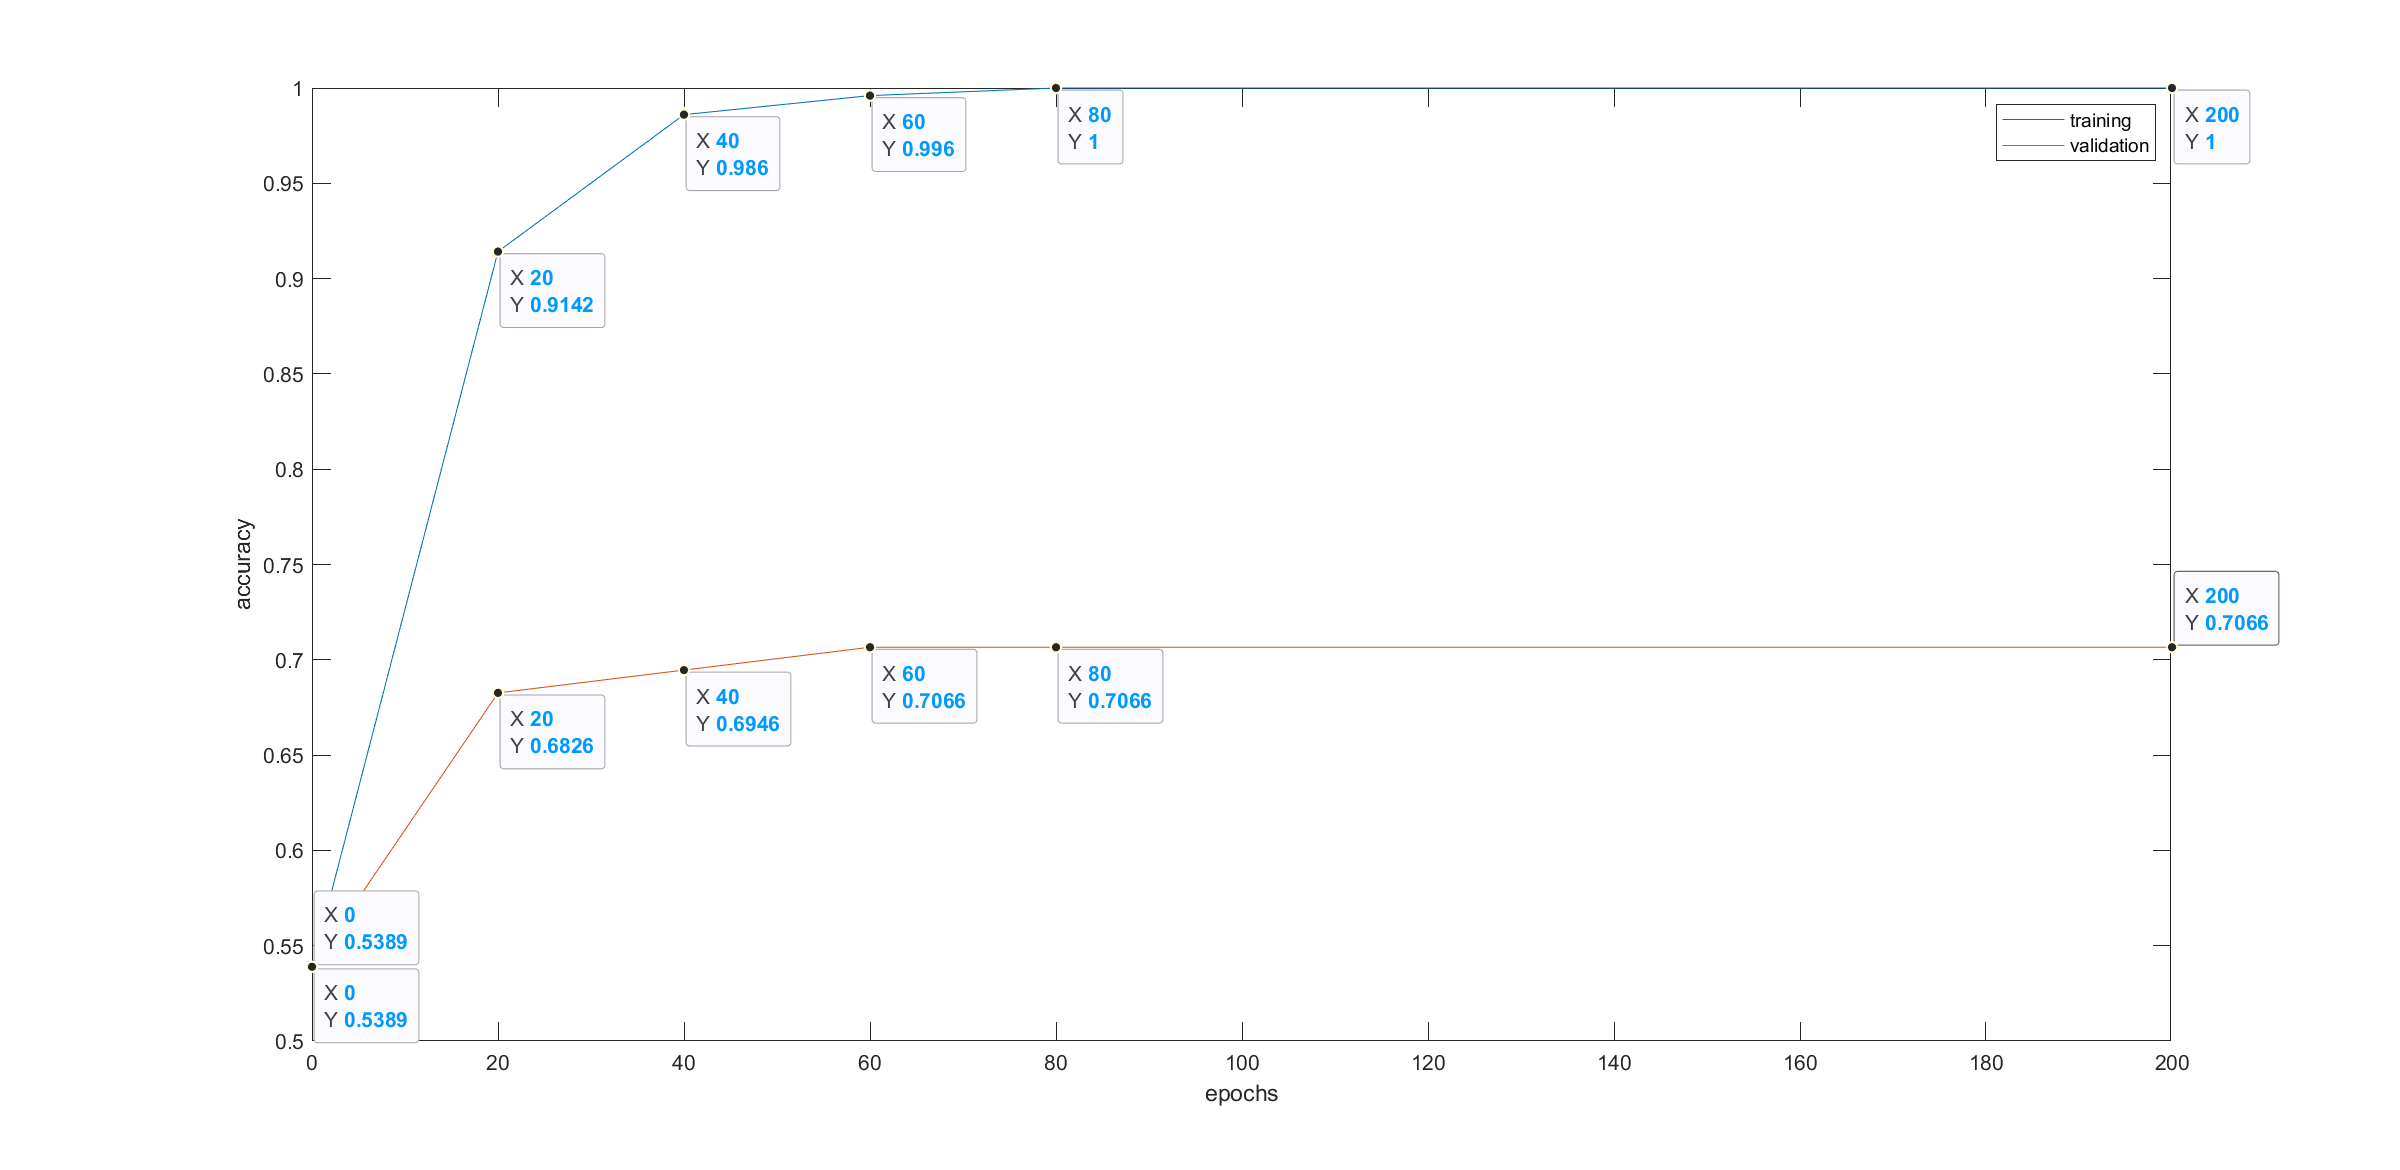 1
0.95
0.9
0.85
0.8
0.75
0.7
0.65
0.6
0.55
0.5
accuracy
0
20
40
60
80
100
120
140
160
180
200
epochs
training
validation
X 0
Y 0.5389
X 0
Y 0.5389
X 20
Y 0.9142
X 40
Y 0.986
X 60
Y 0.996
X 80
Y 1
X 200
Y 1
X 20
Y 0.6826
X 40
Y 0.6946
X 60
Y 0.7066
X 80
Y 0.7066
X 200
Y 0.7066